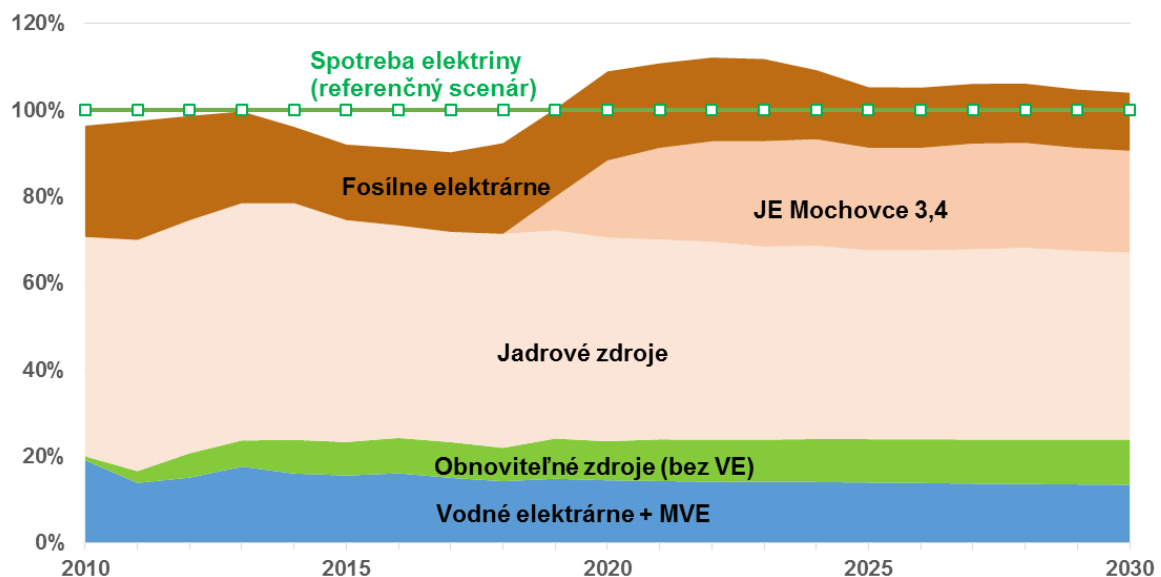 120%
Spotreba elektriny
(referenčný scenár)
100%
80%
Fosílne elektrárne
JE Mochovce 3,4
60%
40%
Jadrové zdroje
20%
Obnoviteľné zdroje (bez VE)
Vodné elektrárne + MVE
0%
2010
2015
2020
2025
2030